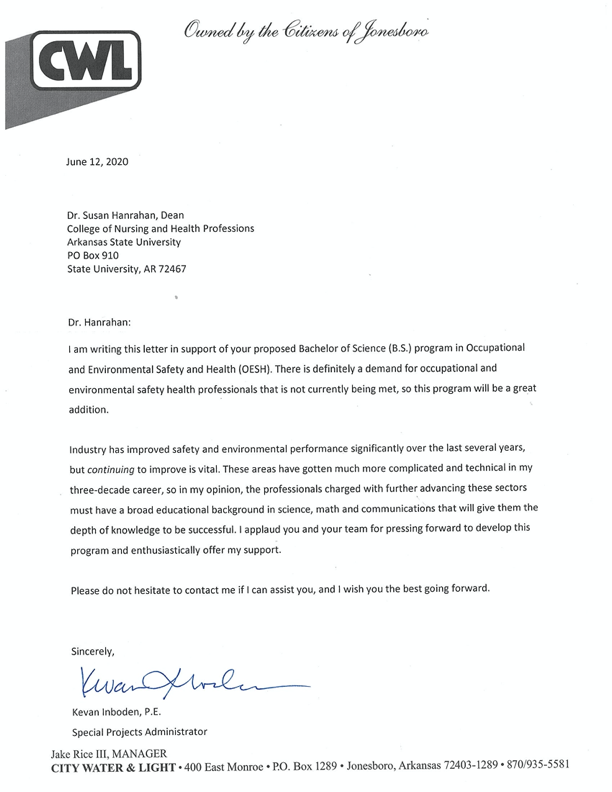 Owned by the Citizens of Jonesboro
CWL
June 12, 2020
Dr. Susan Hanrahan, Dean
College of Nursing and Health Professions
Arkansas State University
PO Box 910
State University, AR 72467
Dr. Hanrahan:
I am writing this letter in support of your proposed Bachelor of Science (B.S.) program in Occupational
and Environmental Safety and Health (OESH). There is definitely a demand for occupational and
environmental safety health professionals that is not currently being met, so this program will be a great
addition.
Industry has improved safety and environmental performance significantly over the last several years,
but continuing to improve is vital. These areas have gotten much more complicated and technical in my
three-decade career, so in my opinion, the professionals charged with further advancing these sectors
must have a broad educational background in science, math and communications that will give them the
depth of knowledge to be successful. I applaud you and your team for pressing forward to develop this
program and enthusiastically offer my support.
Please do not hesitate to contact me if I can assist you, and I wish you the best going forward.
Sincerely,
Kevan Inboden
Kevan Inboden, P.E.
Special Projects Administrator
Jake Rice III, MANAGER
CITY WATER & LIGHT • 400 East Monroe • P.O. Box 1289 • Jonesboro, Arkansas 72403-1289 • 870/935-5581